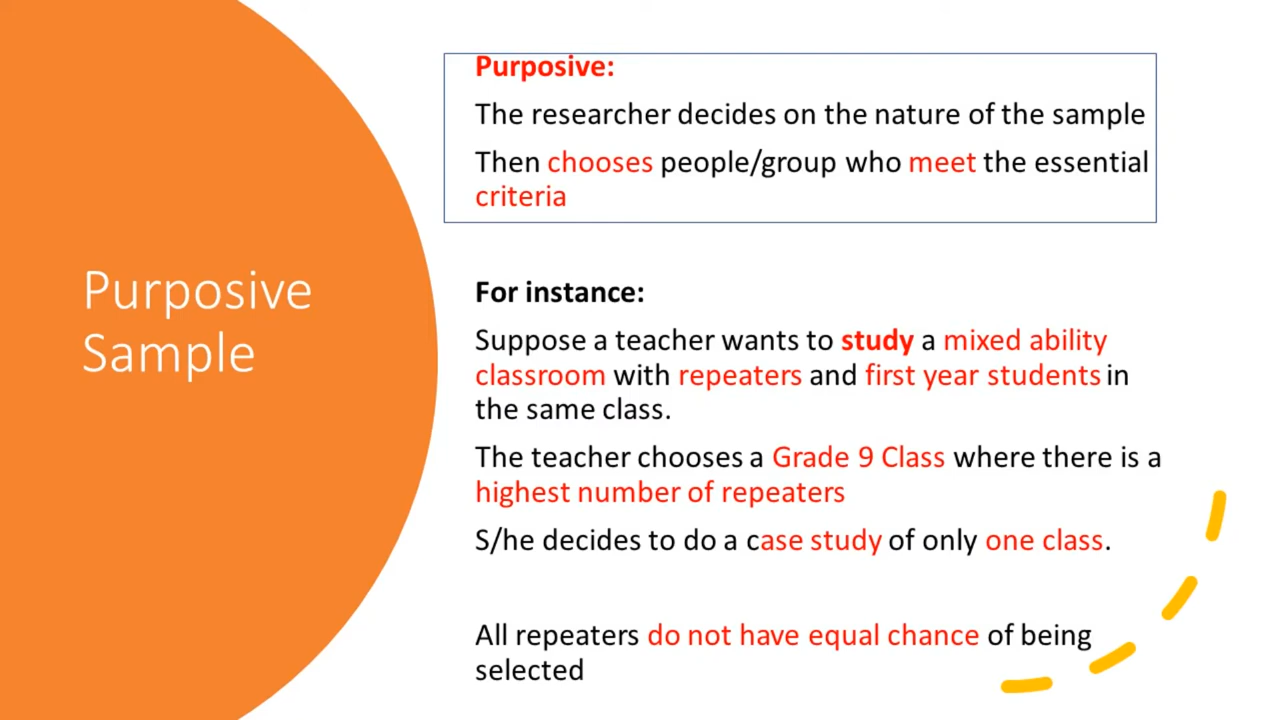 Purposive
Sample
Purposive:
The researcher decides on the nature of the sample
Then chooses people/group who meet the essential
criteria
For instance:
Suppose a teacher wants to study a mixed ability
classroom with repeaters and first year students in
the same class.
The teacher chooses a Grade 9 Class where there is a
highest number of repeaters
S/he decides to do a case study of only one class.
All repeaters do not have equal chance of being
selected